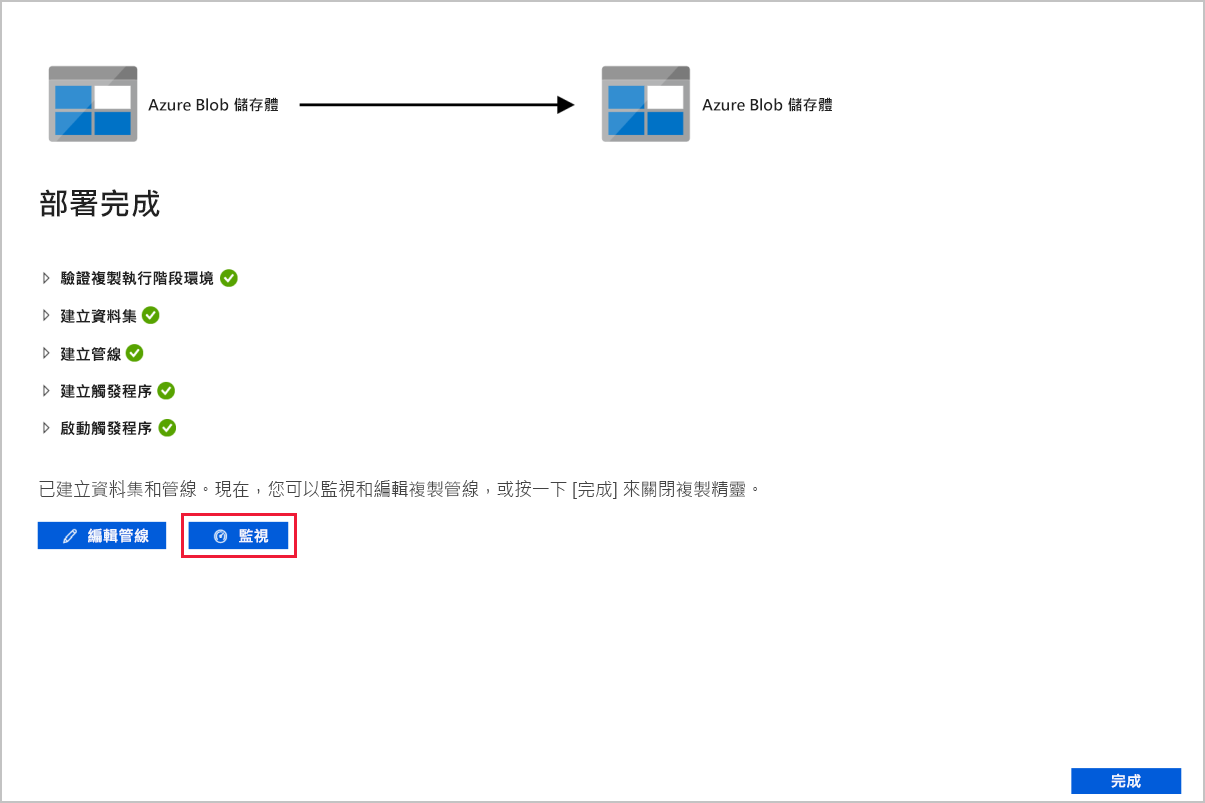 Azure Blob 儲存體
Azure Blob 儲存體
部署完成
驗證複製執行階段環境
建立資料集
建立管線
建立觸發程序
啟動觸發程序
已建立資料集和管線。現在，您可以監視和編輯複製管線，或按一下 [完成] 來關閉複製精靈。
編輯管線
監視
完成